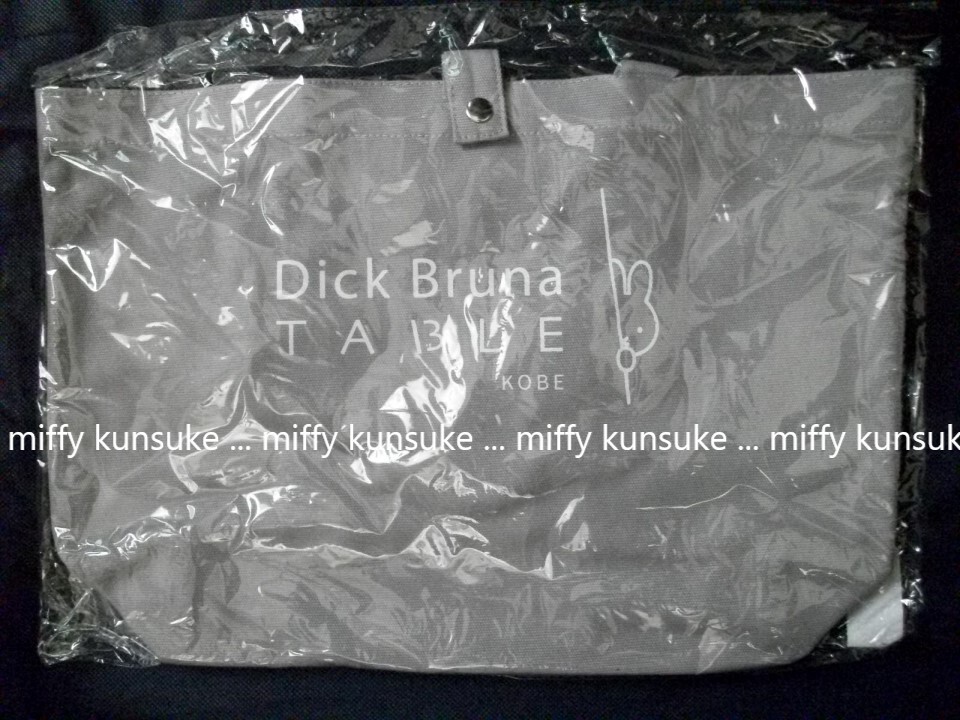 Dick Bruna
TABLE
KOBE
miffy kunsuke ... miffy kunsuke ... miffy kunsuke ... miffy kunsuk